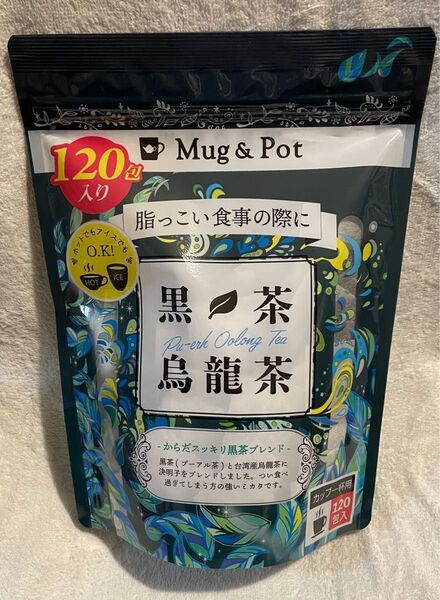 Mug & Pot
120包
入り
脂っこい食事の際に
ホットでもアイスでも
O.K!
HOT
ICE
黒茶
Pu-erh Oolong Tea
烏龍茶
- からだスッキリ黒茶ブレンド -
黒茶(プーアル茶)と台湾産烏龍茶に
決明子をブレンドしました。つい食べ
過ぎてしまう方の強いミカタです。
カップ一杯用
120
包入